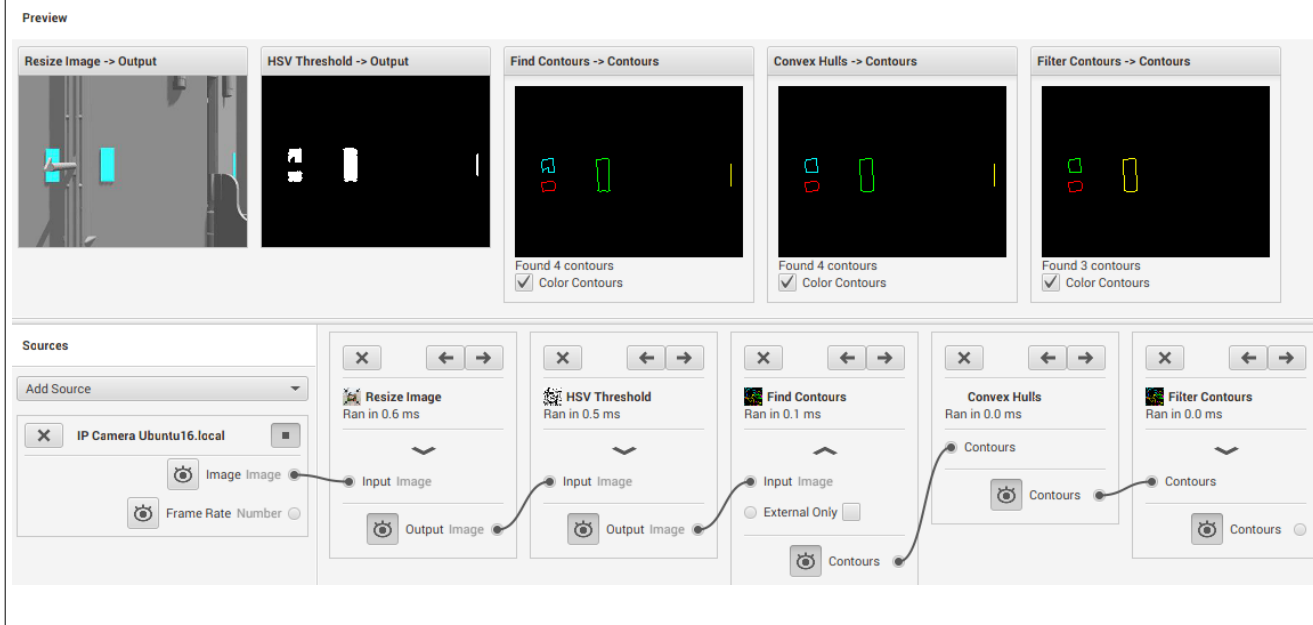 Preview
Resize Image -> Output
HSV Threshold -> Output
Find Contours -> Contours
Convex Hulls -> Contours
Filter Contours -> Contours
Found 4 contours
Color Contours
Found 4 contours
Color Contours
Found 3 contours
Color Contours
Sources
Add Source
IP Camera Ubuntu16.local
Image Image
Frame Rate Number
Resize Image
Ran in 0.6 ms
Input Image
Output Image
HSV Threshold
Ran in 0.5 ms
Input Image
Output Image
Find Contours
Ran in 0.1 ms
Input Image
External Only
Contours
Convex Hulls
Ran in 0.0 ms
Contours
Contours
Filter Contours
Ran in 0.0 ms
Contours
Contours